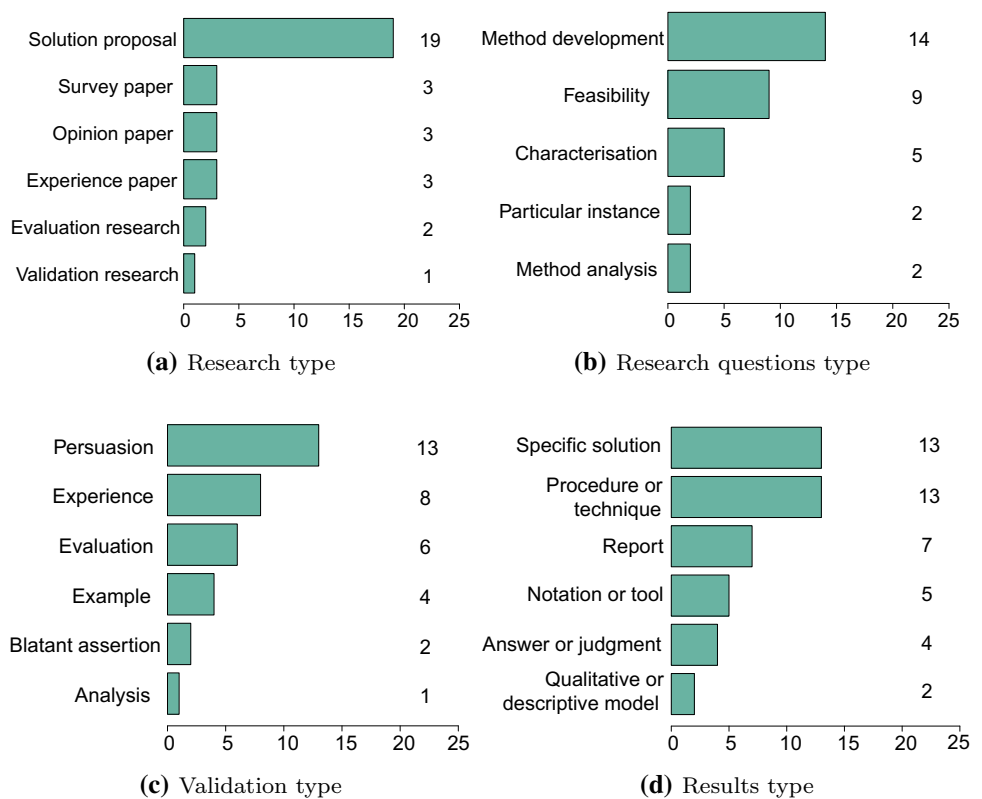 Solution proposal 19
Survey paper 3
Opinion paper 3
Experience paper 3
Evaluation research 2
Validation research 1
0 5 10 15 20 25
(a) Research type
Method development 14
Feasibility 9
Characterisation 5
Particular instance 2
Method analysis 2
0 5 10 15 20 25
(b) Research questions type
Persuasion 13
Experience 8
Evaluation 6
Example 4
Blatant assertion 2
Analysis 1
0 5 10 15 20 25
(c) Validation type
Specific solution 13
Procedure or
technique 13
Report 7
Notation or tool 5
Answer or judgment 4
Qualitative or
descriptive model 2
0 5 10 15 20 25
(d) Results type